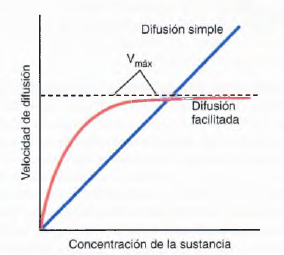 Difusión simple
Vmáx
Difusión
facilitada
Velocidad de difusión
Concentración de la sustancia